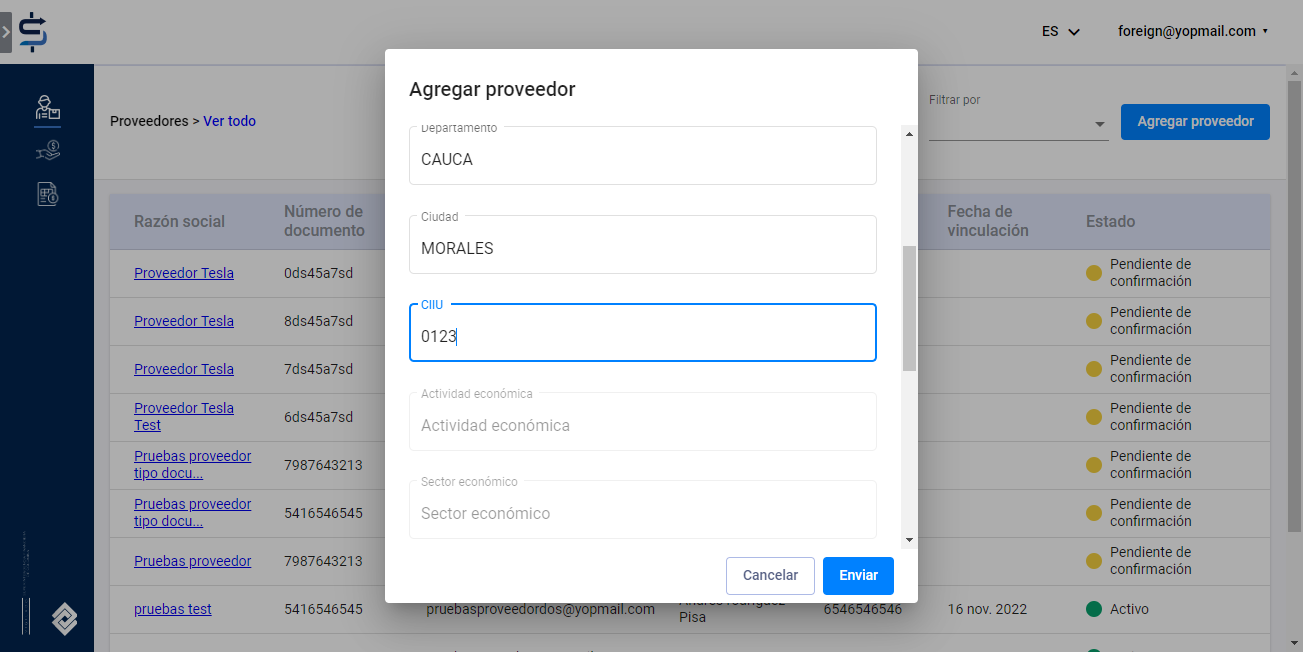 ES
foreign@yopmail.com
Agregar proveedor
Proveedores > Ver todo
Filtrar por
Agregar proveedor
Departamento
CAUCA
Ciudad
MORALES
CIIU
0123
Actividad económica
Actividad económica
Sector económico
Sector económico
Cancelar
Enviar
Razón social
Número de
documento
Fecha de
vinculación
Estado
Proveedor Tesla
0ds45a7sd
Pendiente de
confirmación
Proveedor Tesla
8ds45a7sd
Pendiente de
confirmación
Proveedor Tesla
7ds45a7sd
Pendiente de
confirmación
Proveedor Tesla
Test
6ds45a7sd
Pendiente de
confirmación
Pruebas proveedor
tipo docu...
7987643213
Pendiente de
confirmación
Pruebas proveedor
tipo docu...
5416546545
Pendiente de
confirmación
Pruebas proveedor
7987643213
Pendiente de
confirmación
pruebas test
5416546545
pruebasproveedordos@yopmail.com
Andres rodriguez
Pisa
6546546546
16 nov. 2022
Activo